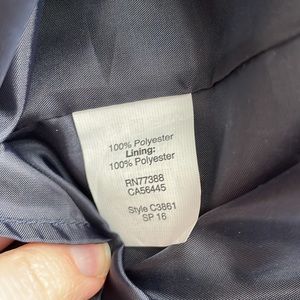 100% Polyester
Lining:
100% Polyester
RN77388
CA56445
Style C3861
SP 16